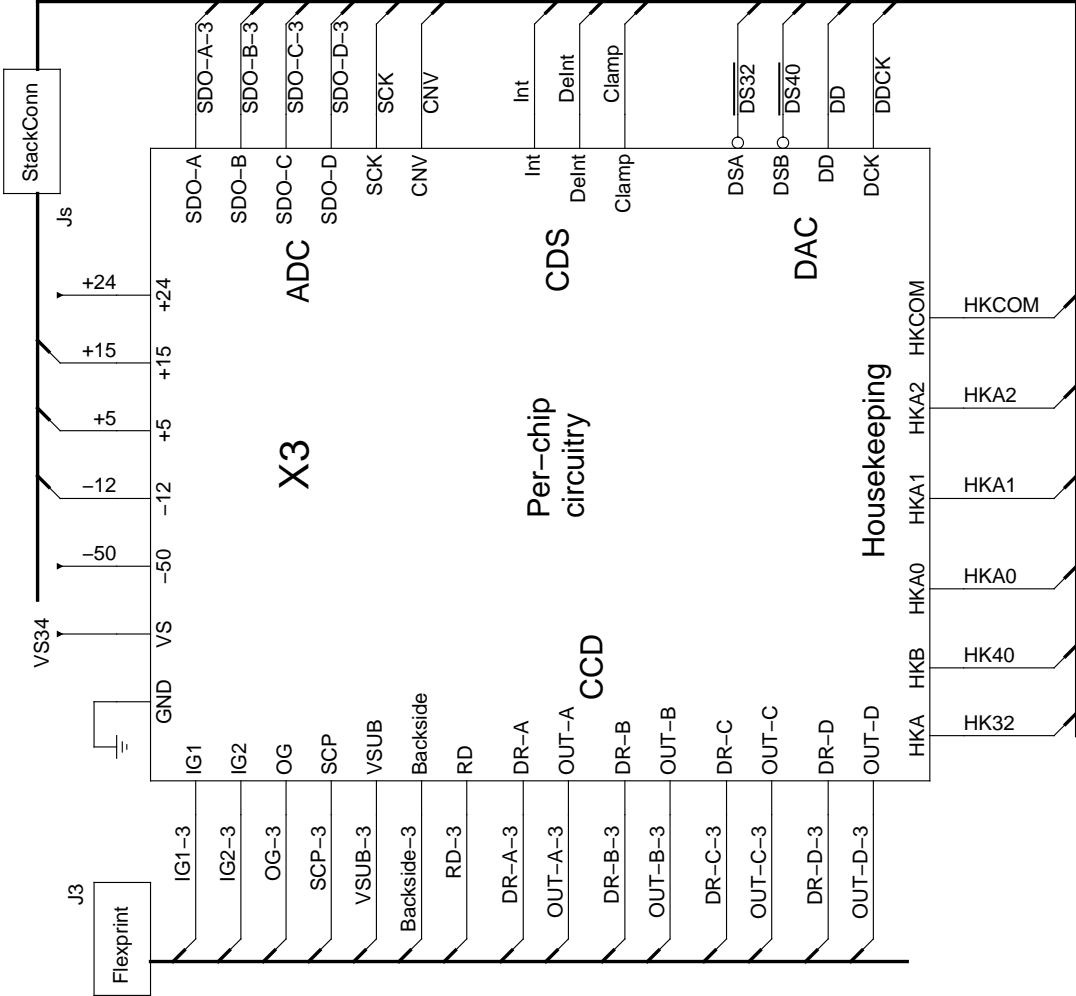 StackConn
Js
SDO–A–3
SDO–B–3
SDO–C–3
SDO–D–3
SCK
CNV
Int
DeInt
Clamp
DS32
DS40
DD
DDCK
SDO–A
SDO–B
SDO–C
SDO–D
SCK
CNV
Int
DeInt
Clamp
DSA
DSB
DD
DCK
ADC
CDS
DAC
+24
+15
+5
–12
–50
VS34
+24
+15
+5
–12
–50
VS
GND
X3
Per–chip
circuitry
Housekeeping
CCD
HKCOM
HKA2
HKA1
HKA0
HKB
HKA
HKCOM
HKA2
HKA1
HKA0
HK40
HK32
IG1
IG2
OG
SCP
VSUB
Backside
RD
DR–A
OUT–A
DR–B
OUT–B
DR–C
OUT–C
DR–D
OUT–D
IG1–3
IG2–3
OG–3
SCP–3
VSUB–3
Backside–3
RD–3
DR–A–3
OUT–A–3
DR–B–3
OUT–B–3
DR–C–3
OUT–C–3
DR–D–3
OUT–D–3
J3
Flexprint